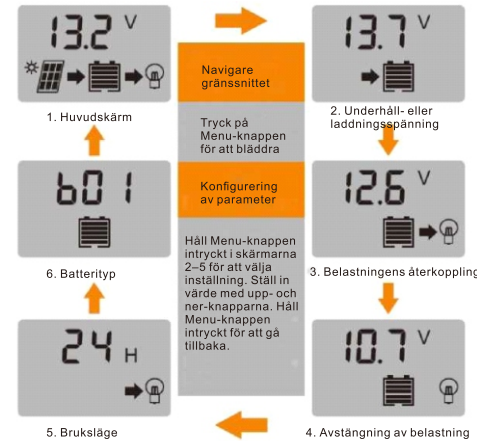 13.2 V
1. Huvudskärm
Navigare
gränssnittet
Tryck på
Menu-knappen
för att bläddra
Konfigurering
av parameter
Håll Menu-knappen
intryckt i skärmarna
2–5 för att välja
inställning. Ställ in
värde med upp- och
ner-knapparna. Håll
Menu-knappen
intryckt för att gå
tillbaka.
13.7 V
2. Underhåll- eller
laddningsspänning
12.6 V
3. Belastningens återkoppling
10.7 V
4. Avstängning av belastning
24 H
5. Bruksläge
b01
6. Batterityp